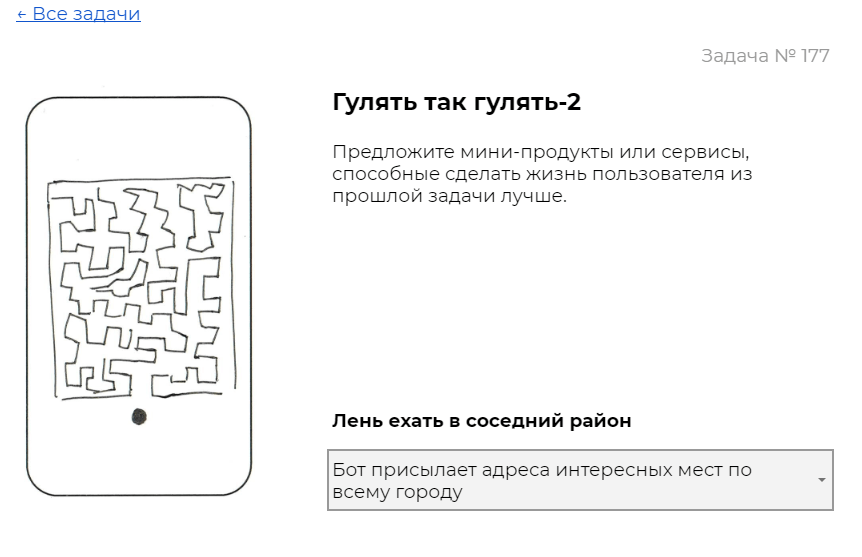 ← Все задачи
Задача № 177
Гулять так гулять-2
Предложите мини-продукты или сервисы,
способные сделать жизнь пользователя из
прошлой задачи лучше.
Лень ехать в соседний район
Бот присылает адреса интересных мест по
всему городу